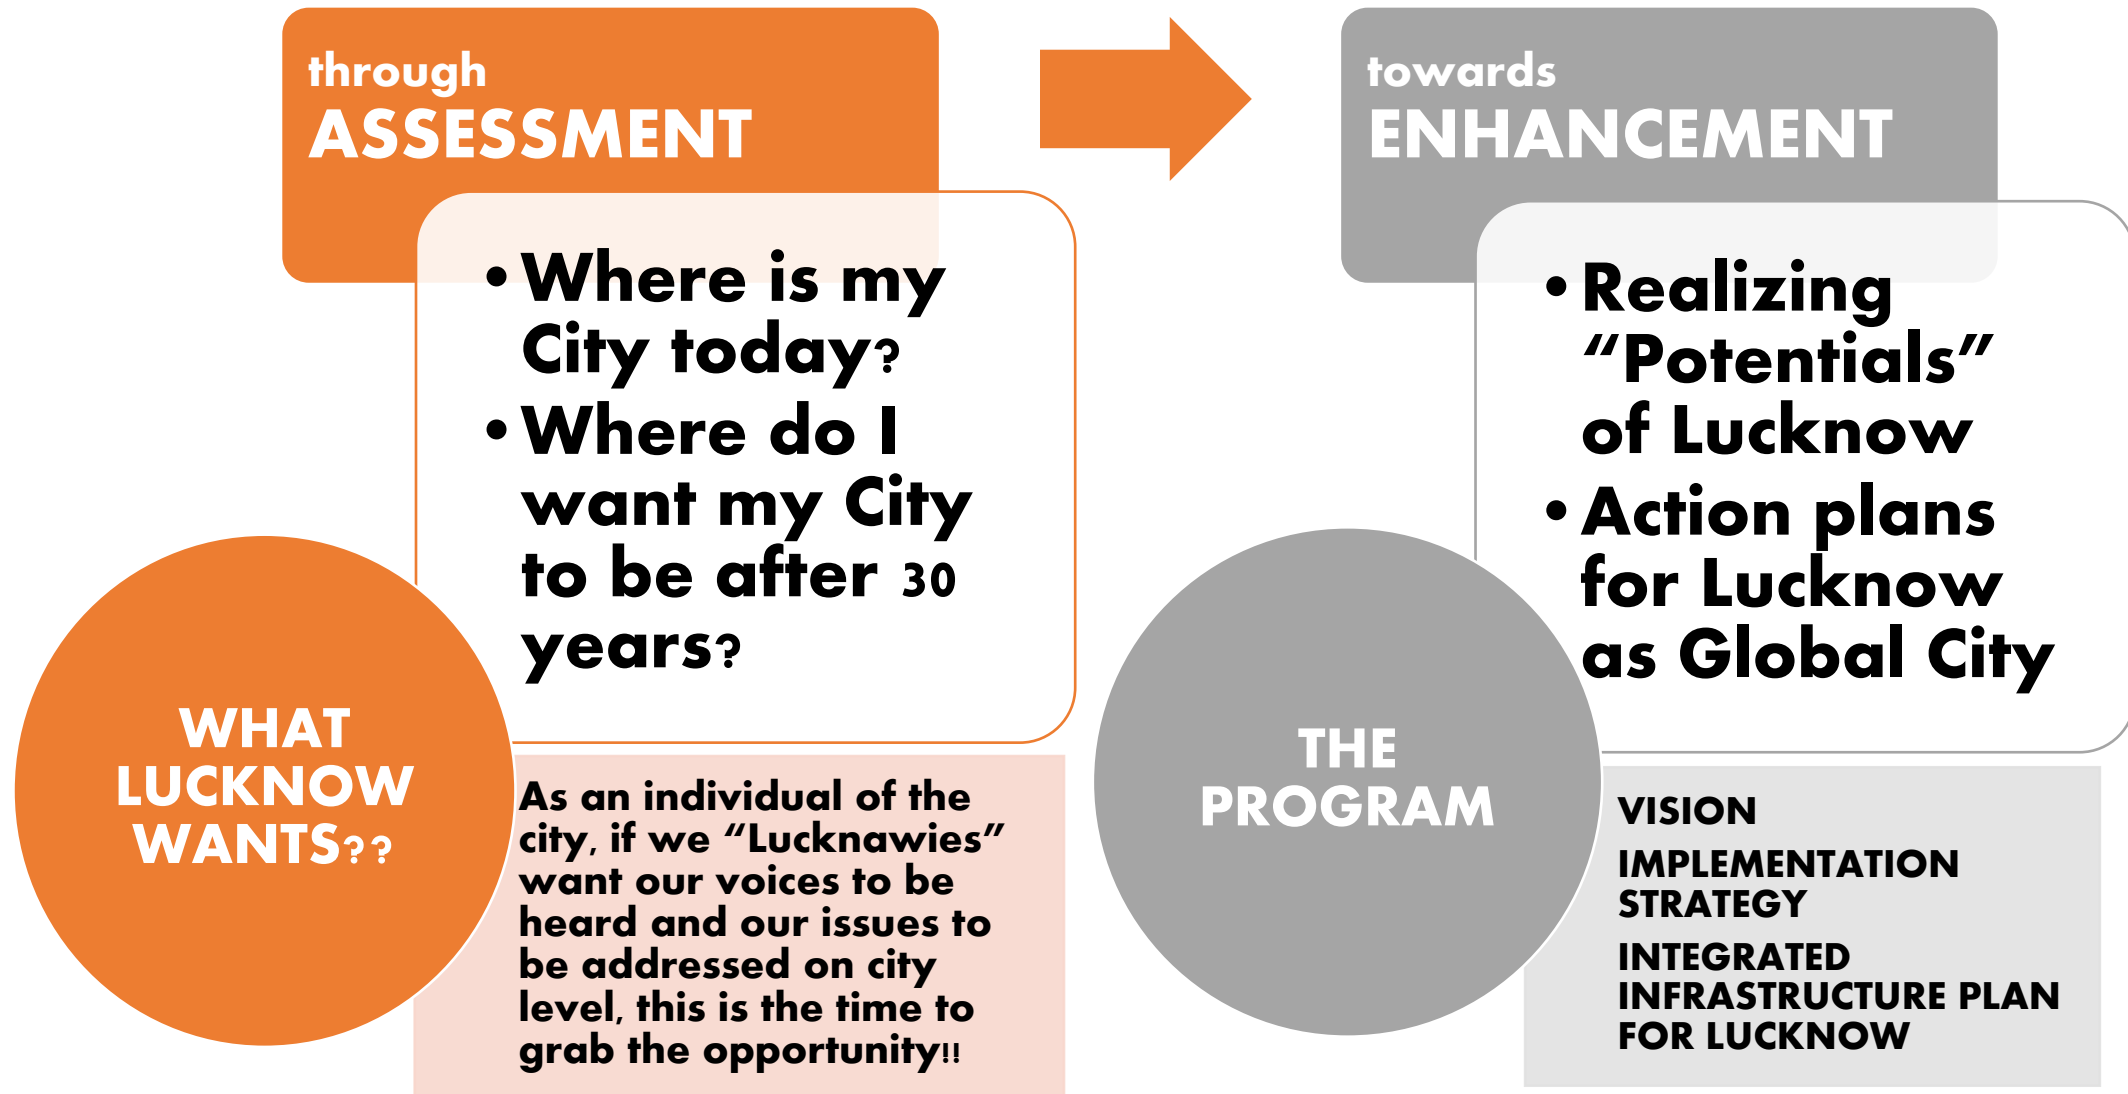 through
ASSESSMENT
• Where is my
City today?
• Where do I
want my City
to be after 30
years?
WHAT
LUCKNOW
WANTS??
As an individual of the
city, if we “Lucknawies”
want our voices to be
heard and our issues to
be addressed on city
level, this is the time to
grab the opportunity!!
towards
ENHANCEMENT
• Realizing
“Potentials”
of Lucknow
• Action plans
for Lucknow
as Global City
THE
PROGRAM
VISION
IMPLEMENTATION
STRATEGY
INTEGRATED
INFRASTRUCTURE PLAN
FOR LUCKNOW